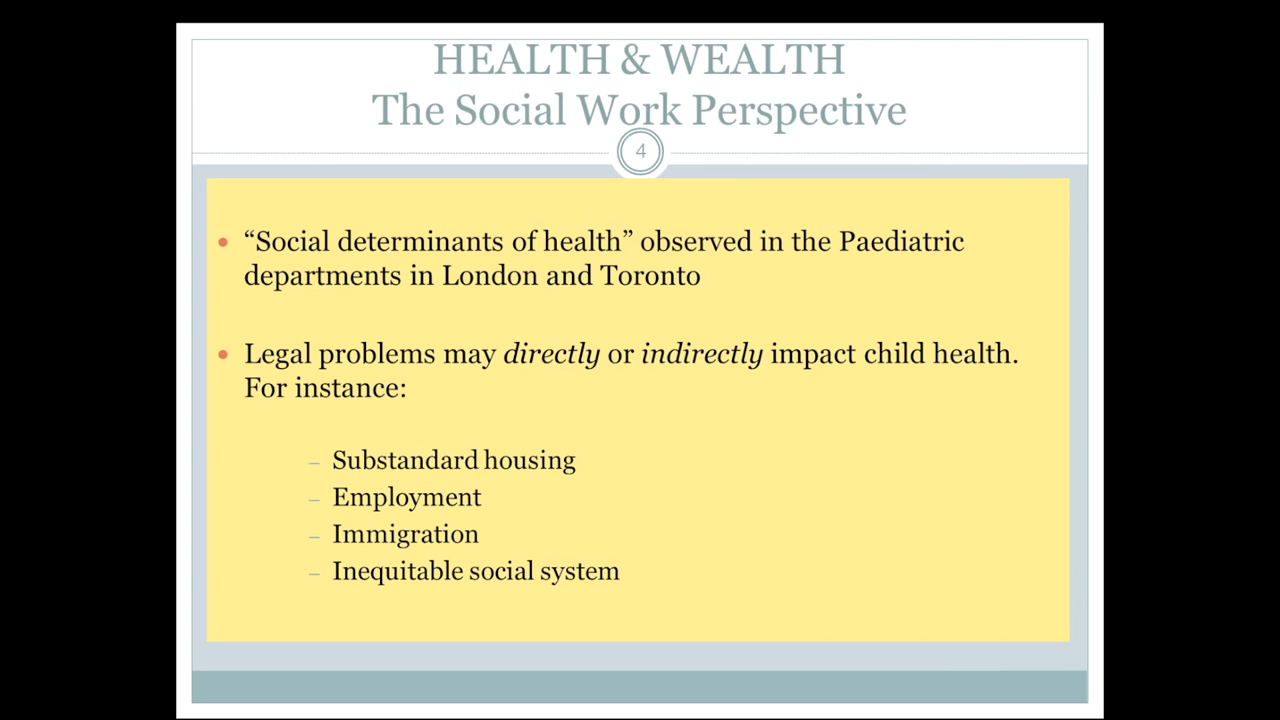 HEALTH & WEALTH
The Social Work Perspective
4
• “Social determinants of health” observed in the Paediatric
departments in London and Toronto
• Legal problems may directly or indirectly impact child health.
For instance:
– Substandard housing
– Employment
– Immigration
– Inequitable social system